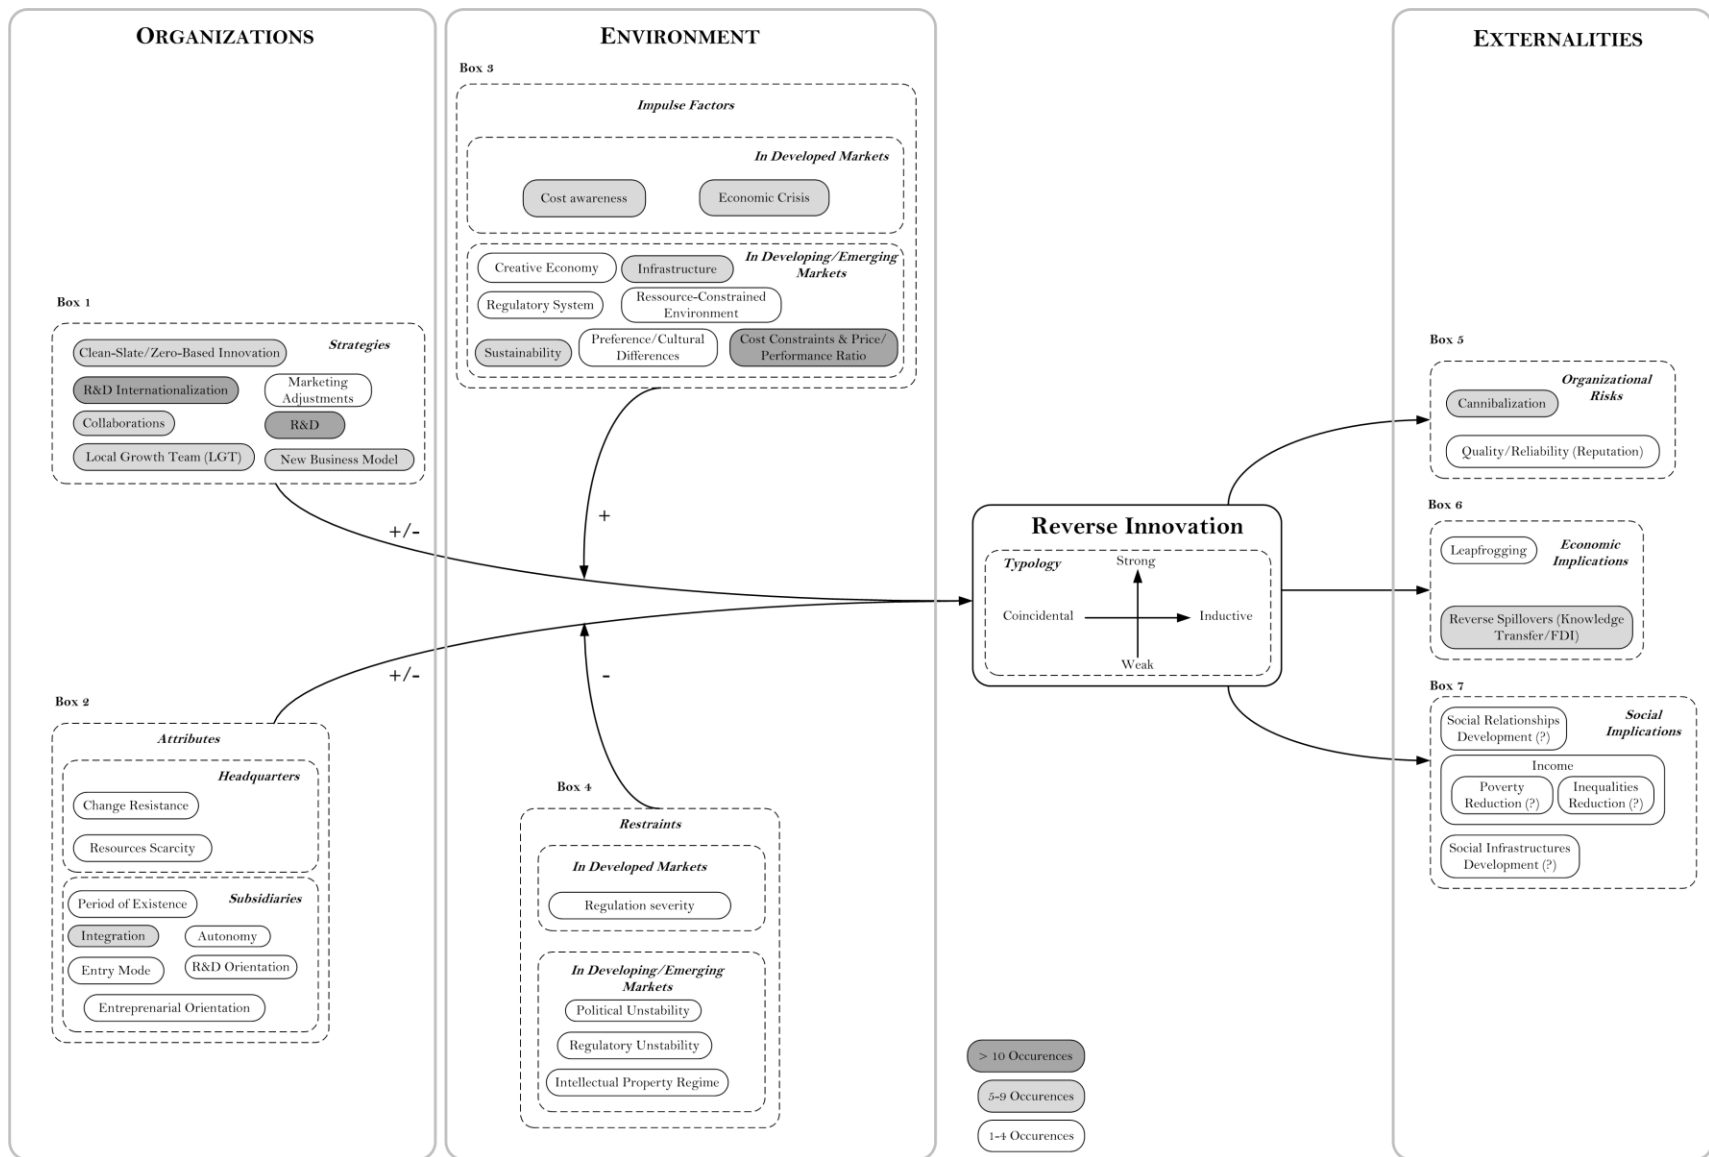 ORGANIZATIONS
Box 1
Strategies
Clean-Slate/Zero-Based Innovation
R&D Internationalization
Marketing
Adjustments
Collaborations
R&D
Local Growth Team (LGT)
New Business Model
+/-
+/-
Box 2
Attributes
Headquarters
Change Resistance
Resources Scarcity
Subsidiaries
Period of Existence
Integration
Autonomy
Entry Mode
R&D Orientation
Entreprenarial Orientation
ENVIRONMENT
Box 3
Impulse Factors
In Developed Markets
Cost awareness
Economic Crisis
In Developing/Emerging
Markets
Creative Economy
Infrastructure
Regulatory System
Ressource-Constrained
Environment
Sustainability
Preference/Cultural
Differences
Cost Constraints & Price/
Performance Ratio
+
-
Box 4
Restraints
In Developed Markets
Regulation severity
In Developing/Emerging
Markets
Political Unstability
Regulatory Unstability
Intellectual Property Regime
Reverse Innovation
Typology
Strong
Coincidental
Inductive
Weak
> 10 Occurences
5-9 Occurences
1-4 Occurences
EXTERNALITIES
Box 5
Organizational
Risks
Cannibalization
Quality/Reliability (Reputation)
Box 6
Economic
Implications
Leapfrogging
Reverse Spillovers (Knowledge
Transfer/FDI)
Box 7
Social
Implications
Social Relationships
Development (?)
Income
Poverty
Reduction (?)
Inequalities
Reduction (?)
Social Infrastructures
Development (?)